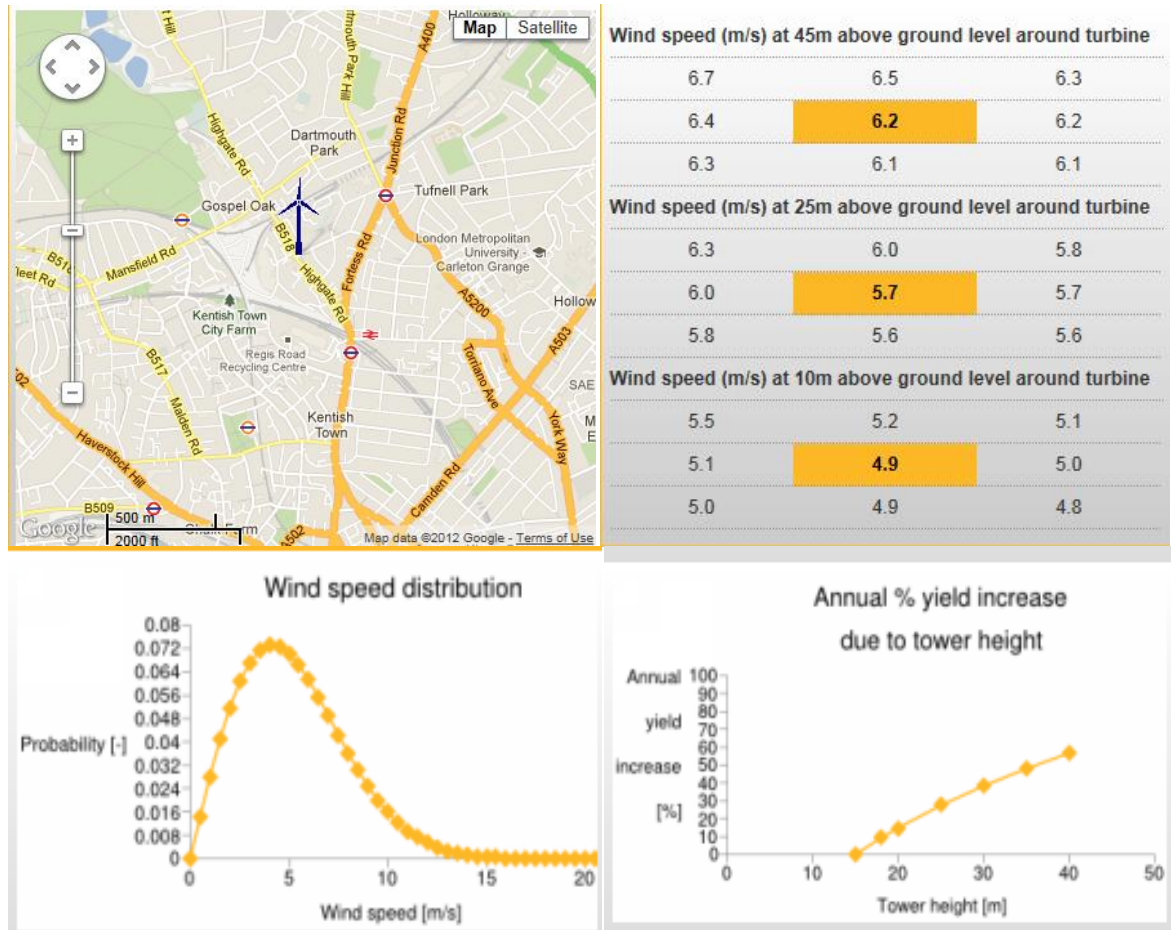 Holloway
Map Satellite
A400
t Hill
tmouth Park Hill
Highgate Rd
Dartmouth
Park
Junction Rd
Tufnell Park
Gospel Oak
B518
London Metropolitan
University -
Carleton Grange
Mansfield Rd
B51
leet Rd
Highgate Rd
Fortess Rd
A5200
Hollow
Kentish Town
City Farm
A503
Regis Road
Recycling Centre
B517
Torriano Ave
SAE
02
Malden Rd
Kentish
Town
M
E
York Way
Haverstock Hill
Camden Rd
B509
500 m
Google
2000 ft
A502
Map data ©2012 Google - Terms of Use
Wind speed (m/s) at 45m above ground level around turbine
6.7 6.5 6.3
6.4 6.2 6.2
6.3 6.1 6.1
Wind speed (m/s) at 25m above ground level around turbine
6.3 6.0 5.8
6.0 5.7 5.7
5.8 5.6 5.6
Wind speed (m/s) at 10m above ground level around turbine
5.5 5.2 5.1
5.1 4.9 5.0
5.0 4.9 4.8
Wind speed distribution
0.08
0.072
0.064
0.056
0.048
Probability [-] 0.04
0.032
0.024
0.016
0.008
0
0 5 10 15 20
Wind speed [m/s]
Annual % yield increase
due to tower height
Annual 100
90
80
yield 70
60
50
increase 40
30
[%] 20
10
0
0 10 20 30 40 50
Tower height [m]